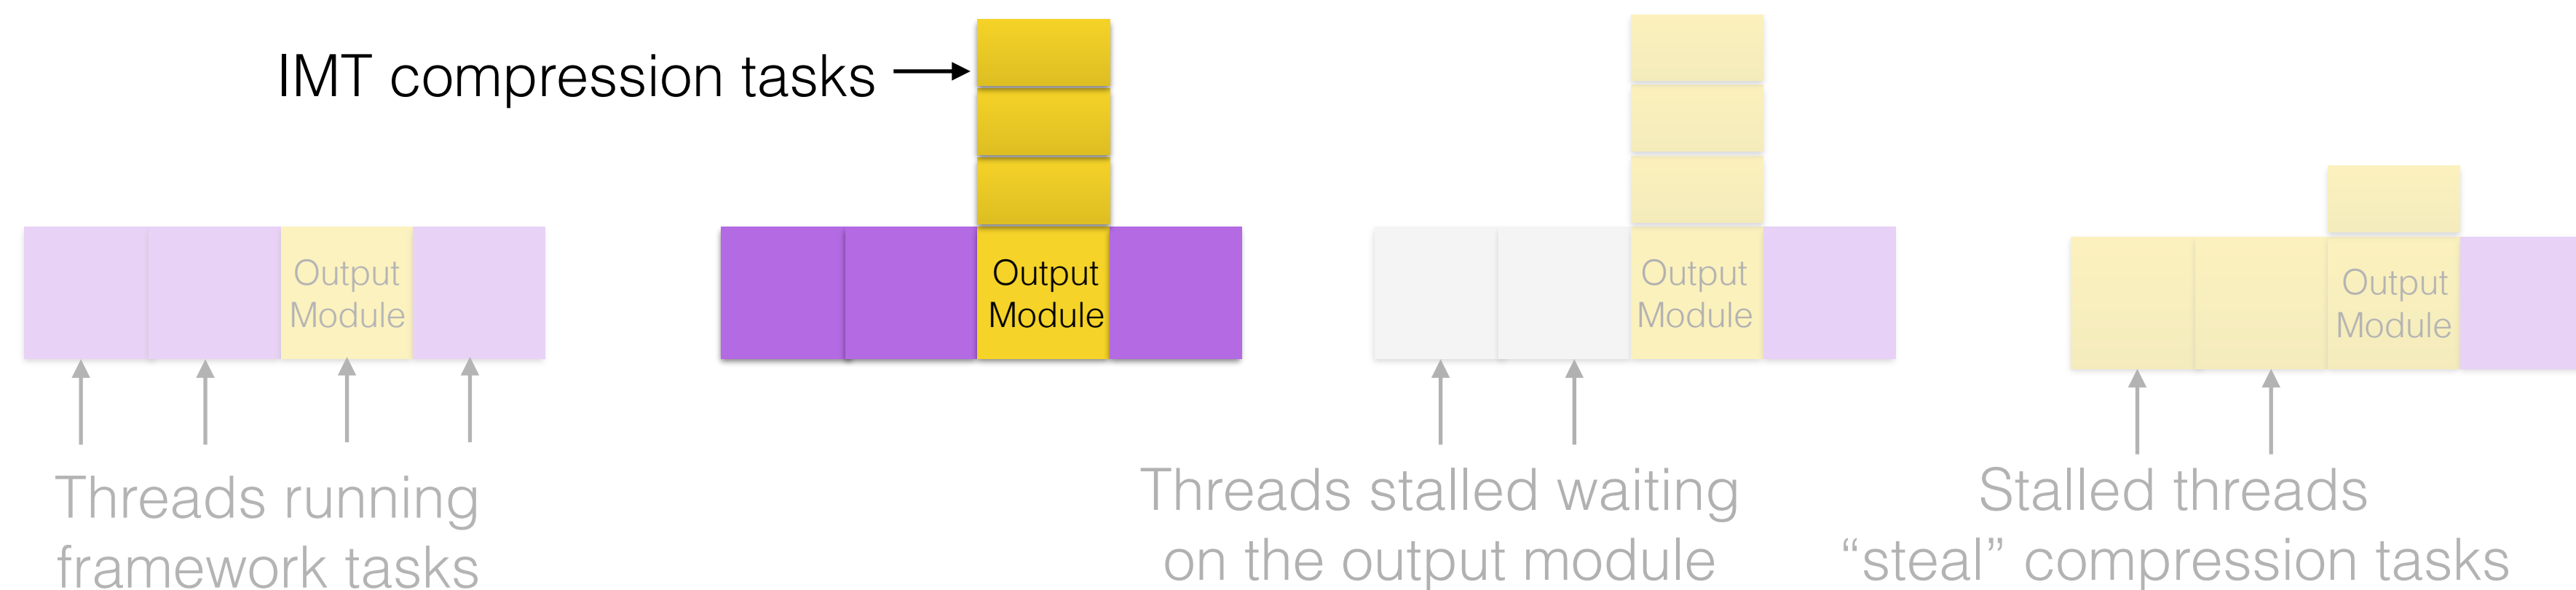 IMT compression tasks
Output
Module
Threads running
framework tasks
Output
Module
Output
Module
Threads stalled waiting
on the output module
Output
Module
Stalled threads
“steal” compression tasks